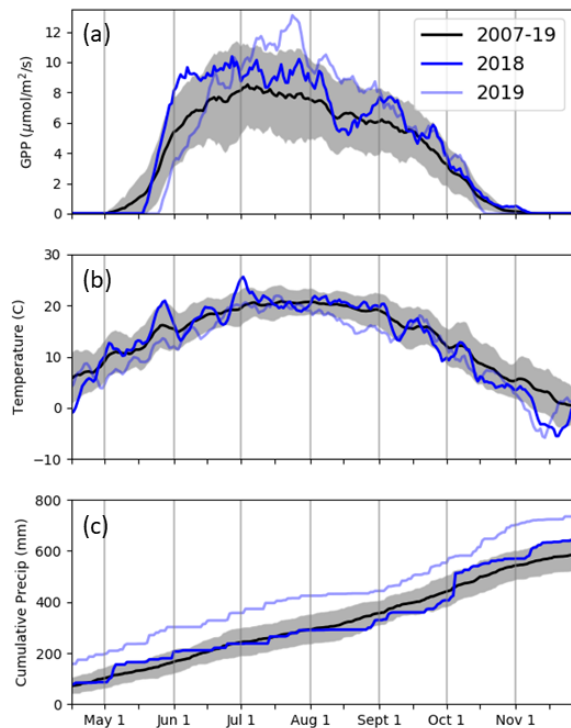 (a)
12
10
8
6
4
2
0
GPP (μmol/m²/s)
2007-19
2018
2019
(b)
30
20
10
0
−10
Temperature (C)
(c)
800
600
400
200
0
Cumulative Precip (mm)
May 1 Jun 1 Jul 1 Aug 1 Sept 1 Oct 1 Nov 1